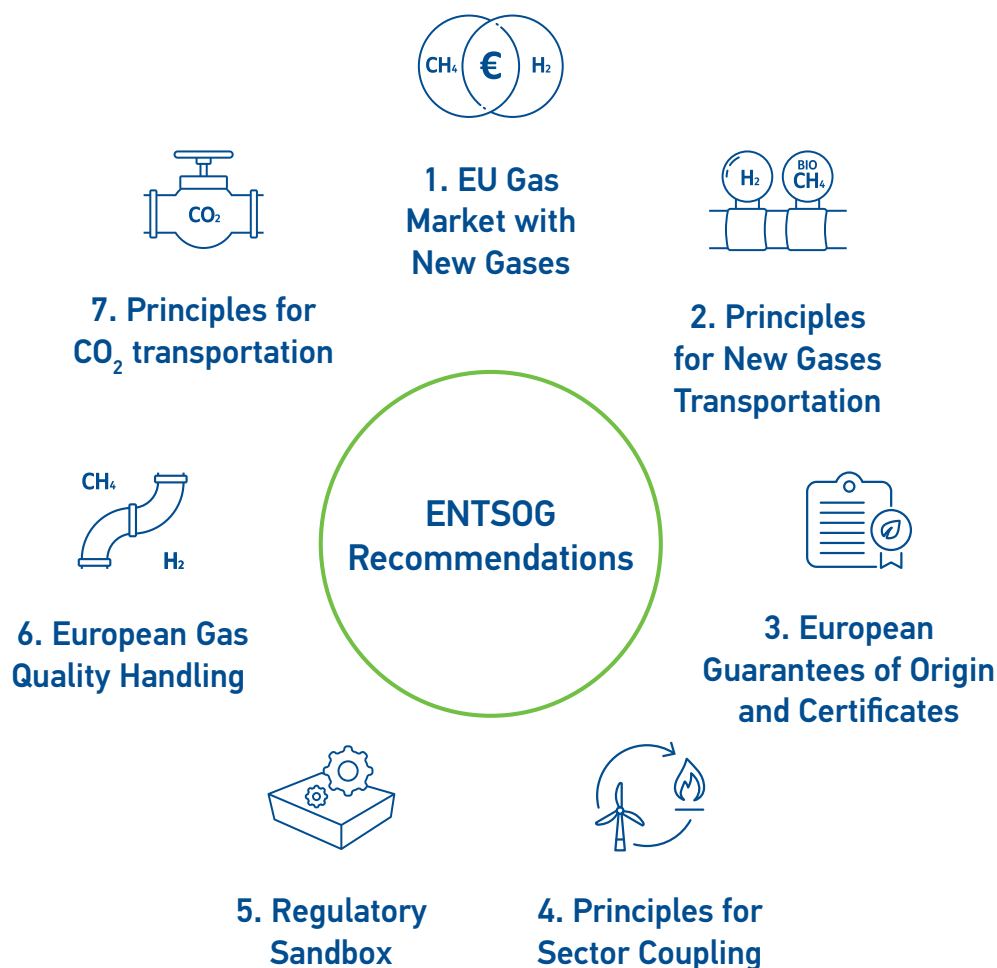 CH₄ € H₂
1. EU Gas
Market with
New Gases
H₂ BIO CH₄
2. Principles
for New Gases
Transportation
3. European
Guarantees of Origin
and Certificates
4. Principles for
Sector Coupling
5. Regulatory
Sandbox
CH₄
H₂
6. European Gas
Quality Handling
CO₂
7. Principles for
CO₂ transportation
ENTSOG
Recommendations